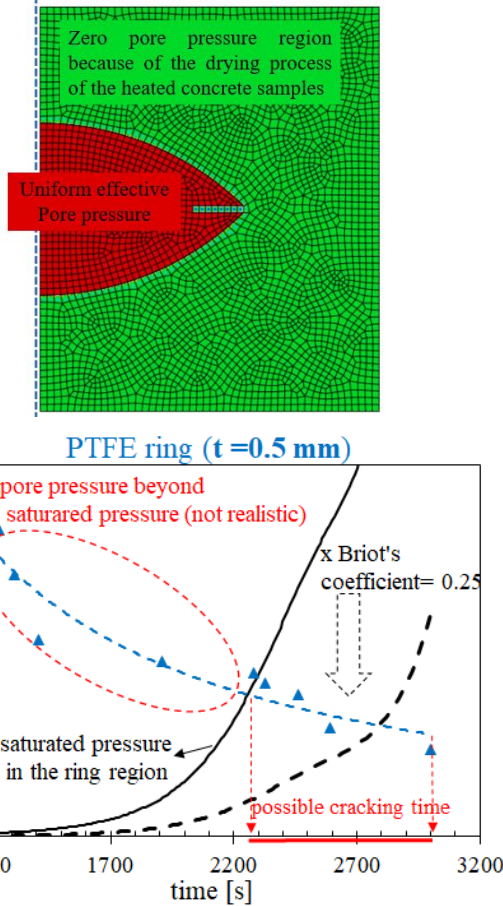 Zero pore pressure region
because of the drying process
of the heated concrete samples
Uniform effective
Pore pressure
PTFE ring (t =0.5 mm)
pore pressure beyond
saturared pressure (not realistic)
x Briot's
coefficient= 0.25
saturated pressure
in the ring region
possible cracking time
0 1700 2200 2700 3200
time [s]